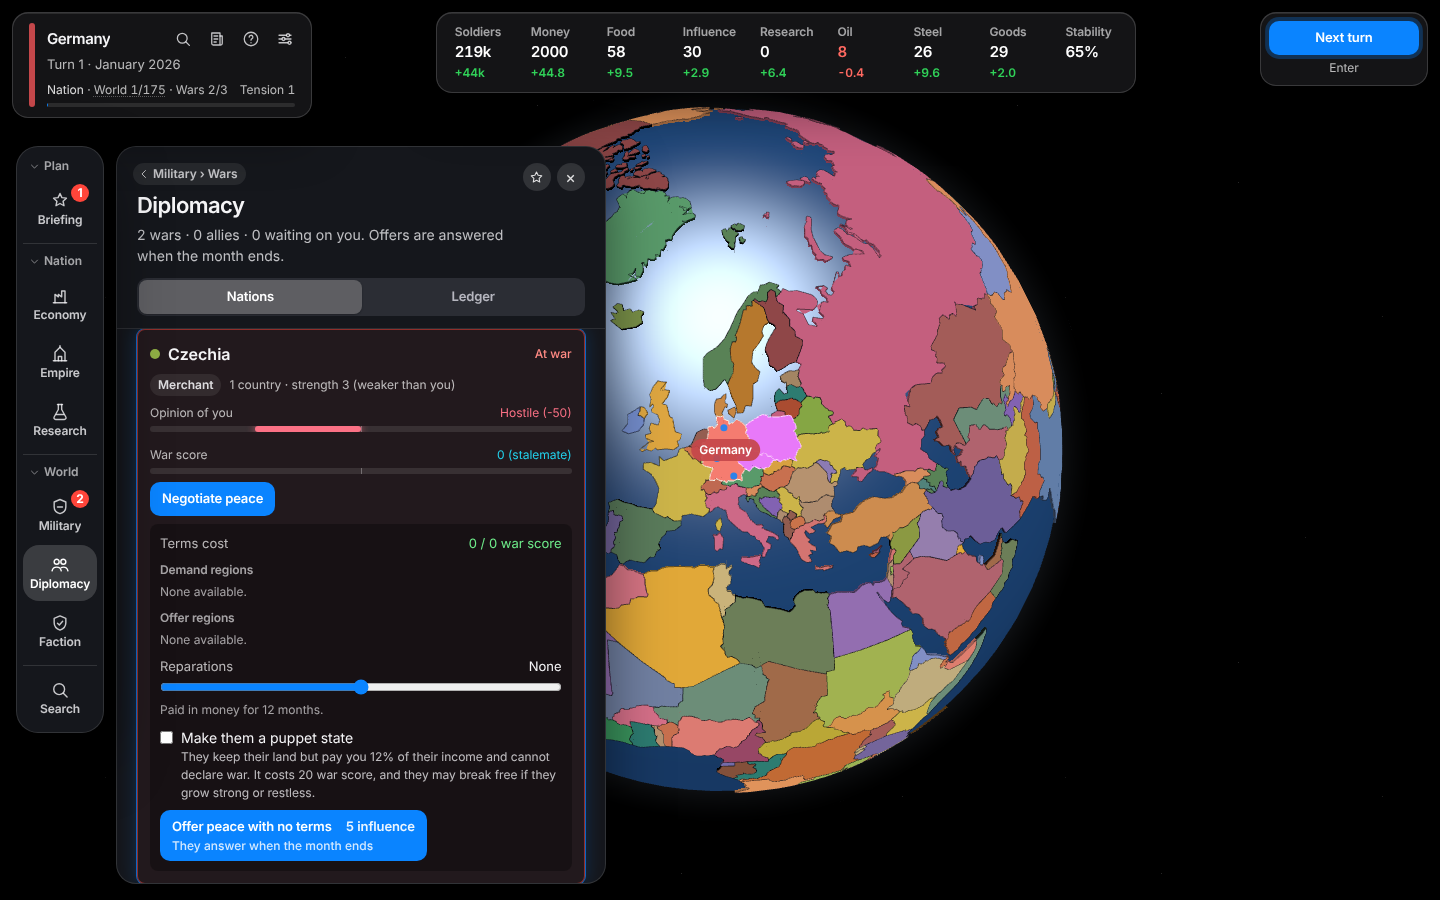 Germany
Turn 1 · January 2026
Nation · World 1/175 · Wars 2/3 Tension 1
Soldiers Money Food Influence Research Oil Steel Goods Stability
219k 2000 58 30 0 8 26 29 65%
+44k +44.8 +9.5 +2.9 +6.4 -0.4 +9.6 +2.0
Next turn
Enter
Plan
1
Briefing
Nation
Economy
Empire
Research
World
2
Military
Diplomacy
Faction
Search
Military › Wars
Diplomacy
2 wars · 0 allies · 0 waiting on you. Offers are answered
when the month ends.
Nations Ledger
Czechia At war
Merchant 1 country · strength 3 (weaker than you)
Opinion of you Hostile (-50)
War score 0 (stalemate)
Negotiate peace
Terms cost 0 / 0 war score
Demand regions
None available.
Offer regions
None available.
Reparations None
Paid in money for 12 months.
Make them a puppet state
They keep their land but pay you 12% of their income and cannot
declare war. It costs 20 war score, and they may break free if they
grow strong or restless.
Offer peace with no terms 5 influence
They answer when the month ends
Germany